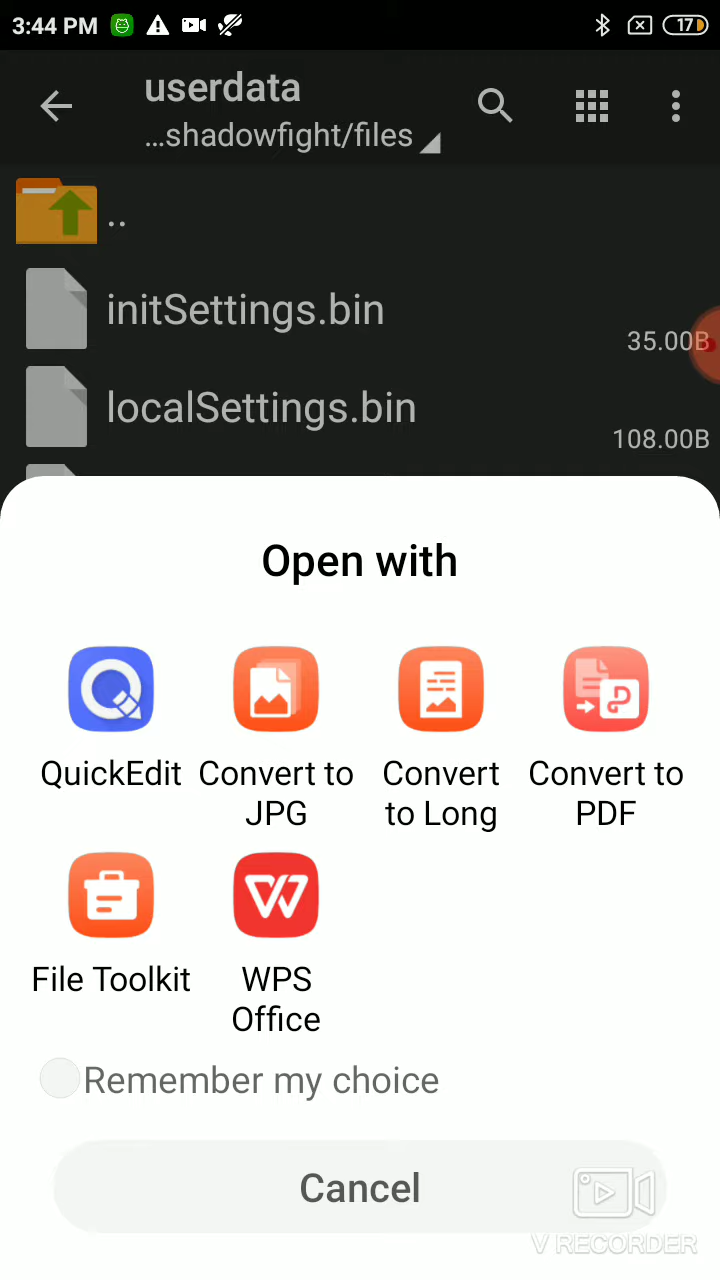 3:44 PM
17
userdata
...shadowfight/files
..
initSettings.bin
35.00B
localSettings.bin
108.00B
Open with
QuickEdit
Convert to
JPG
Convert
to Long
Convert to
PDF
File Toolkit
WPS
Office
Remember my choice
Cancel
V RECORDER